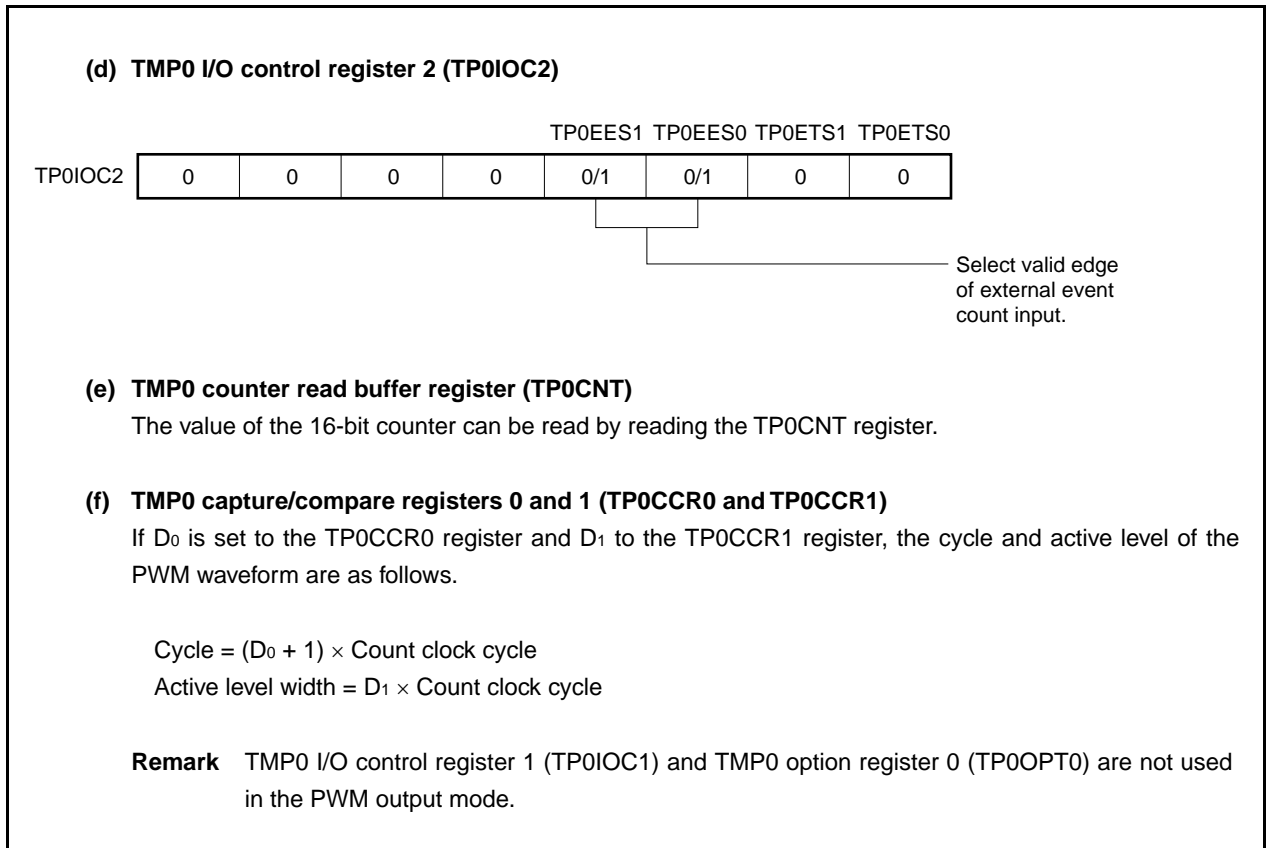 (d) TMP0 I/O control register 2 (TP0IOC2)
TP0EES1 TP0EES0 TP0ETS1 TP0ETS0
TP0IOC2 0 0 0 0 0/1 0/1 0 0
Select valid edge
of external event
count input.
(e) TMP0 counter read buffer register (TP0CNT)
The value of the 16-bit counter can be read by reading the TP0CNT register.
(f) TMP0 capture/compare registers 0 and 1 (TP0CCR0 and TP0CCR1)
If D0 is set to the TP0CCR0 register and D1 to the TP0CCR1 register, the cycle and active level of the
PWM waveform are as follows.
Cycle = (D0 + 1) × Count clock cycle
Active level width = D1 × Count clock cycle
Remark TMP0 I/O control register 1 (TP0IOC1) and TMP0 option register 0 (TP0OPT0) are not used
in the PWM output mode.